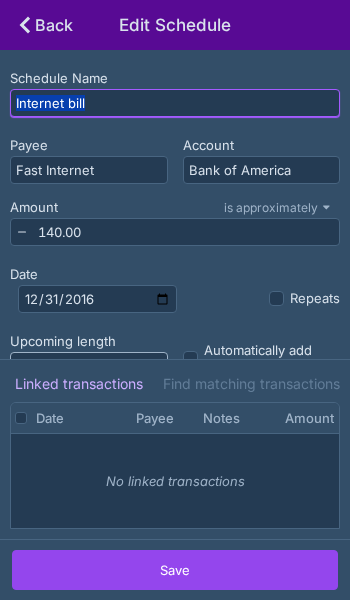 Back
Edit Schedule
Schedule Name
Internet bill
Payee
Account
Fast Internet
Bank of America
Amount
is approximately
− 140.00
Date
12/31/2016
Repeats
Upcoming length
Automatically add
Linked transactions
Find matching transactions
Date
Payee
Notes
Amount
No linked transactions
Save